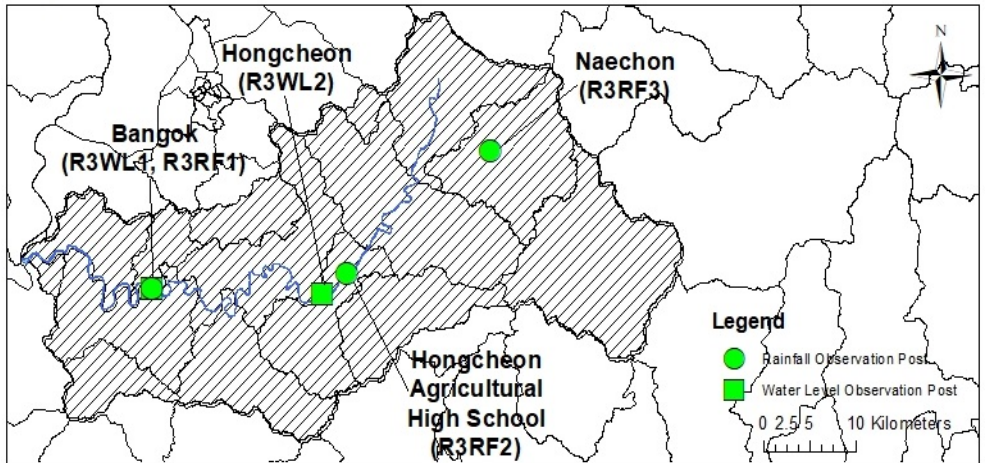 Hongcheon
(R3WL2)
Naechon
(R3RF3)
N
Bangok
(R3WL1, R3RF1)
Hongcheon
Agricultural
High School
(R3RF2)
Legend
Rainfall Observation Post
Water Level Observation Post
0 2.5 5 10 Kilometers